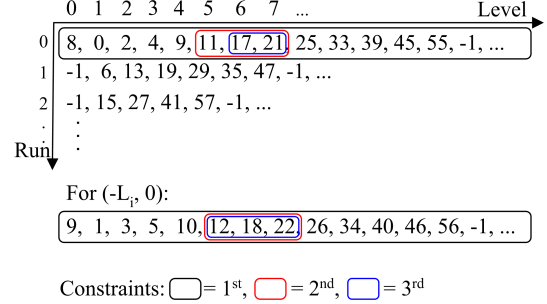 0 1 2 3 4 5 6 7 ... Level
0 8, 0, 2, 4, 9, 11, 17, 21, 25, 33, 39, 45, 55, -1, ...
1 -1, 6, 13, 19, 29, 35, 47, -1, ...
2 -1, 15, 27, 41, 57, -1, ...
Run
For (-Lᵢ, 0):
9, 1, 3, 5, 10, 12, 18, 22, 26, 34, 40, 46, 56, -1, ...
Constraints: = 1ˢᵗ, = 2ⁿᵈ, = 3ʳᵈ